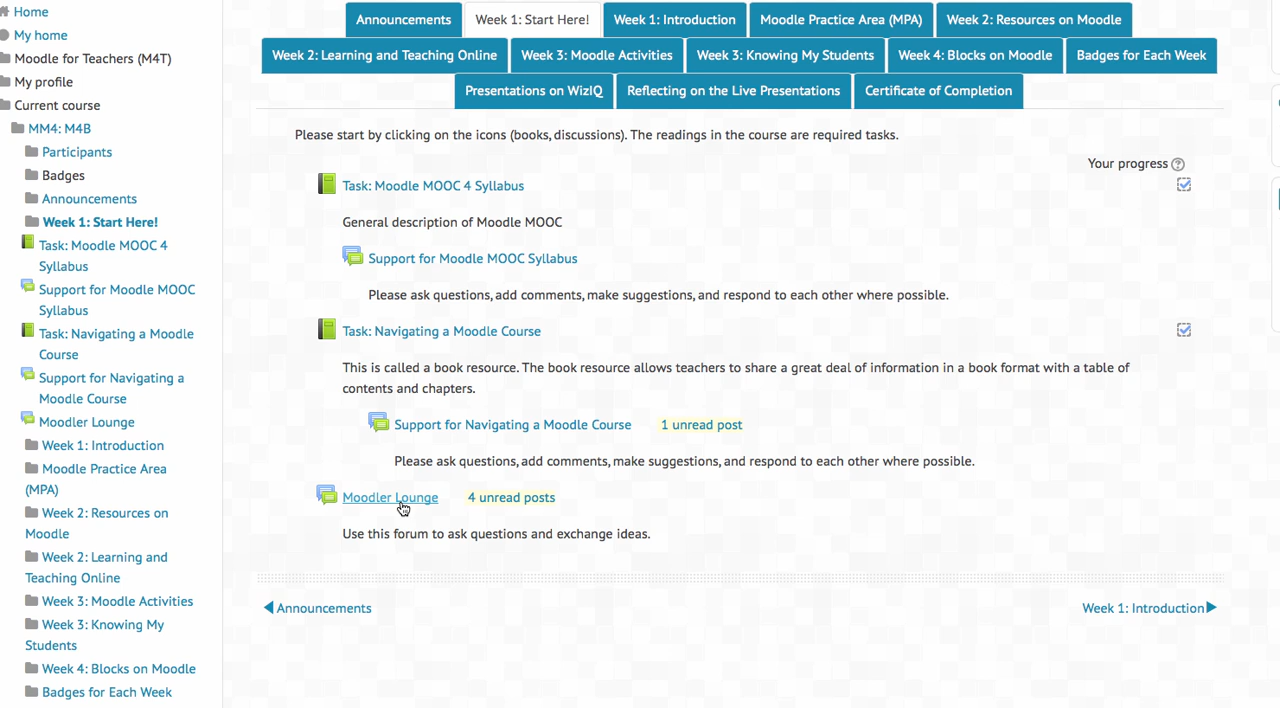 Home
My home
Moodle for Teachers (M4T)
My profile
Current course
MM4: M4B
Participants
Badges
Announcements
Week 1: Start Here!
Task: Moodle MOOC 4
Syllabus
Support for Moodle MOOC
Syllabus
Task: Navigating a Moodle
Course
Support for Navigating a
Moodle Course
Moodler Lounge
Week 1: Introduction
Moodle Practice Area
(MPA)
Week 2: Resources on
Moodle
Week 2: Learning and
Teaching Online
Week 3: Moodle Activities
Week 3: Knowing My
Students
Week 4: Blocks on Moodle
Badges for Each Week
Announcements Week 1: Start Here! Week 1: Introduction Moodle Practice Area (MPA) Week 2: Resources on Moodle
Week 2: Learning and Teaching Online Week 3: Moodle Activities Week 3: Knowing My Students Week 4: Blocks on Moodle Badges for Each Week
Presentations on WizIQ Reflecting on the Live Presentations Certificate of Completion
Please start by clicking on the icons (books, discussions). The readings in the course are required tasks.
Your progress
Task: Moodle MOOC 4 Syllabus
General description of Moodle MOOC
Support for Moodle MOOC Syllabus
Please ask questions, add comments, make suggestions, and respond to each other where possible.
Task: Navigating a Moodle Course
This is called a book resource. The book resource allows teachers to share a great deal of information in a book format with a table of
contents and chapters.
Support for Navigating a Moodle Course 1 unread post
Please ask questions, add comments, make suggestions, and respond to each other where possible.
Moodler Lounge 4 unread posts
Use this forum to ask questions and exchange ideas.
Announcements Week 1: Introduction